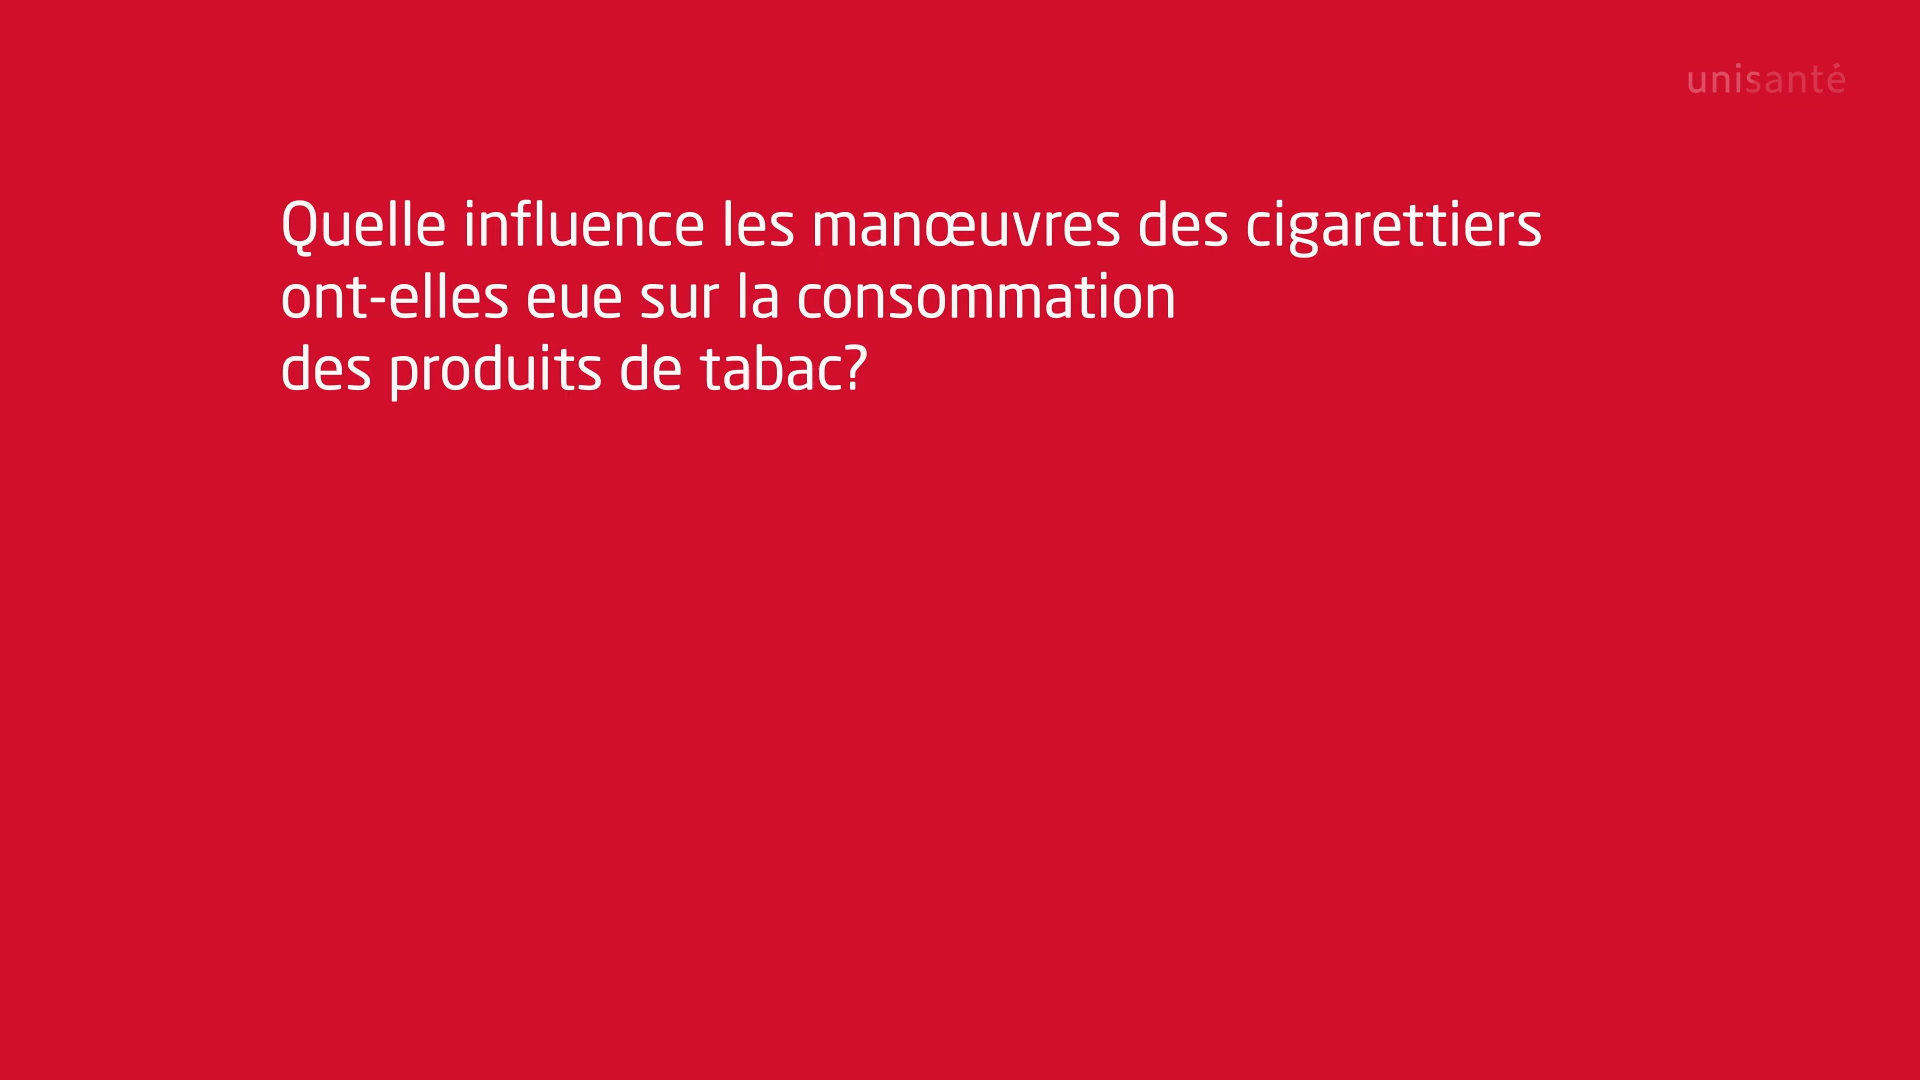 unisanté
Quelle influence les manœuvres des cigarettiers
ont-elles eue sur la consommation
des produits de tabac?